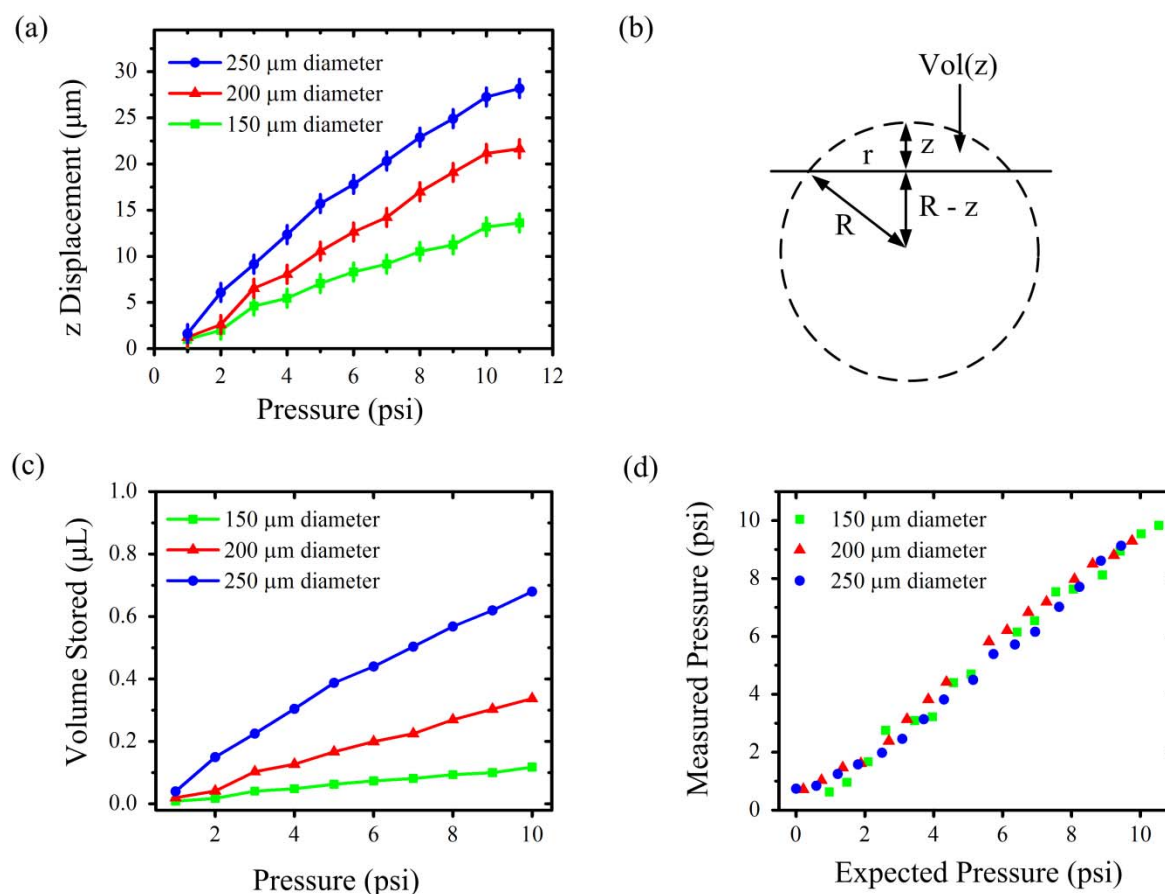 (a)
250 μm diameter
200 μm diameter
150 μm diameter
30
25
20
15
10
5
0
z Displacement (μm)
0 2 4 6 8 10 12
Pressure (psi)
(b)
Vol(z)
r z
R R - z
(c)
1.0
0.8
0.6
0.4
0.2
0.0
Volume Stored (μL)
150 μm diameter
200 μm diameter
250 μm diameter
2 4 6 8 10
Pressure (psi)
(d)
10
8
6
4
2
0
Measured Pressure (psi)
150 μm diameter
200 μm diameter
250 μm diameter
0 2 4 6 8 10
Expected Pressure (psi)